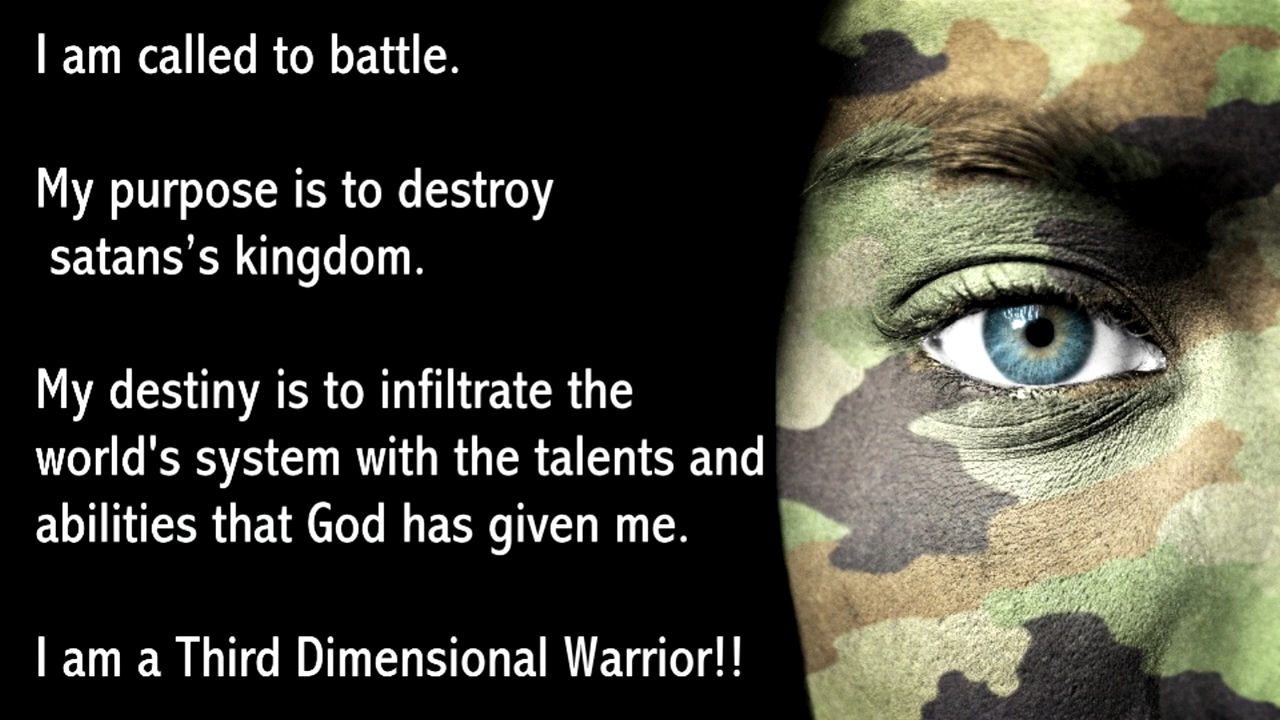 I am called to battle.
My purpose is to destroy
satans’s kingdom.
My destiny is to infiltrate the
world's system with the talents and
abilities that God has given me.
I am a Third Dimensional Warrior!!